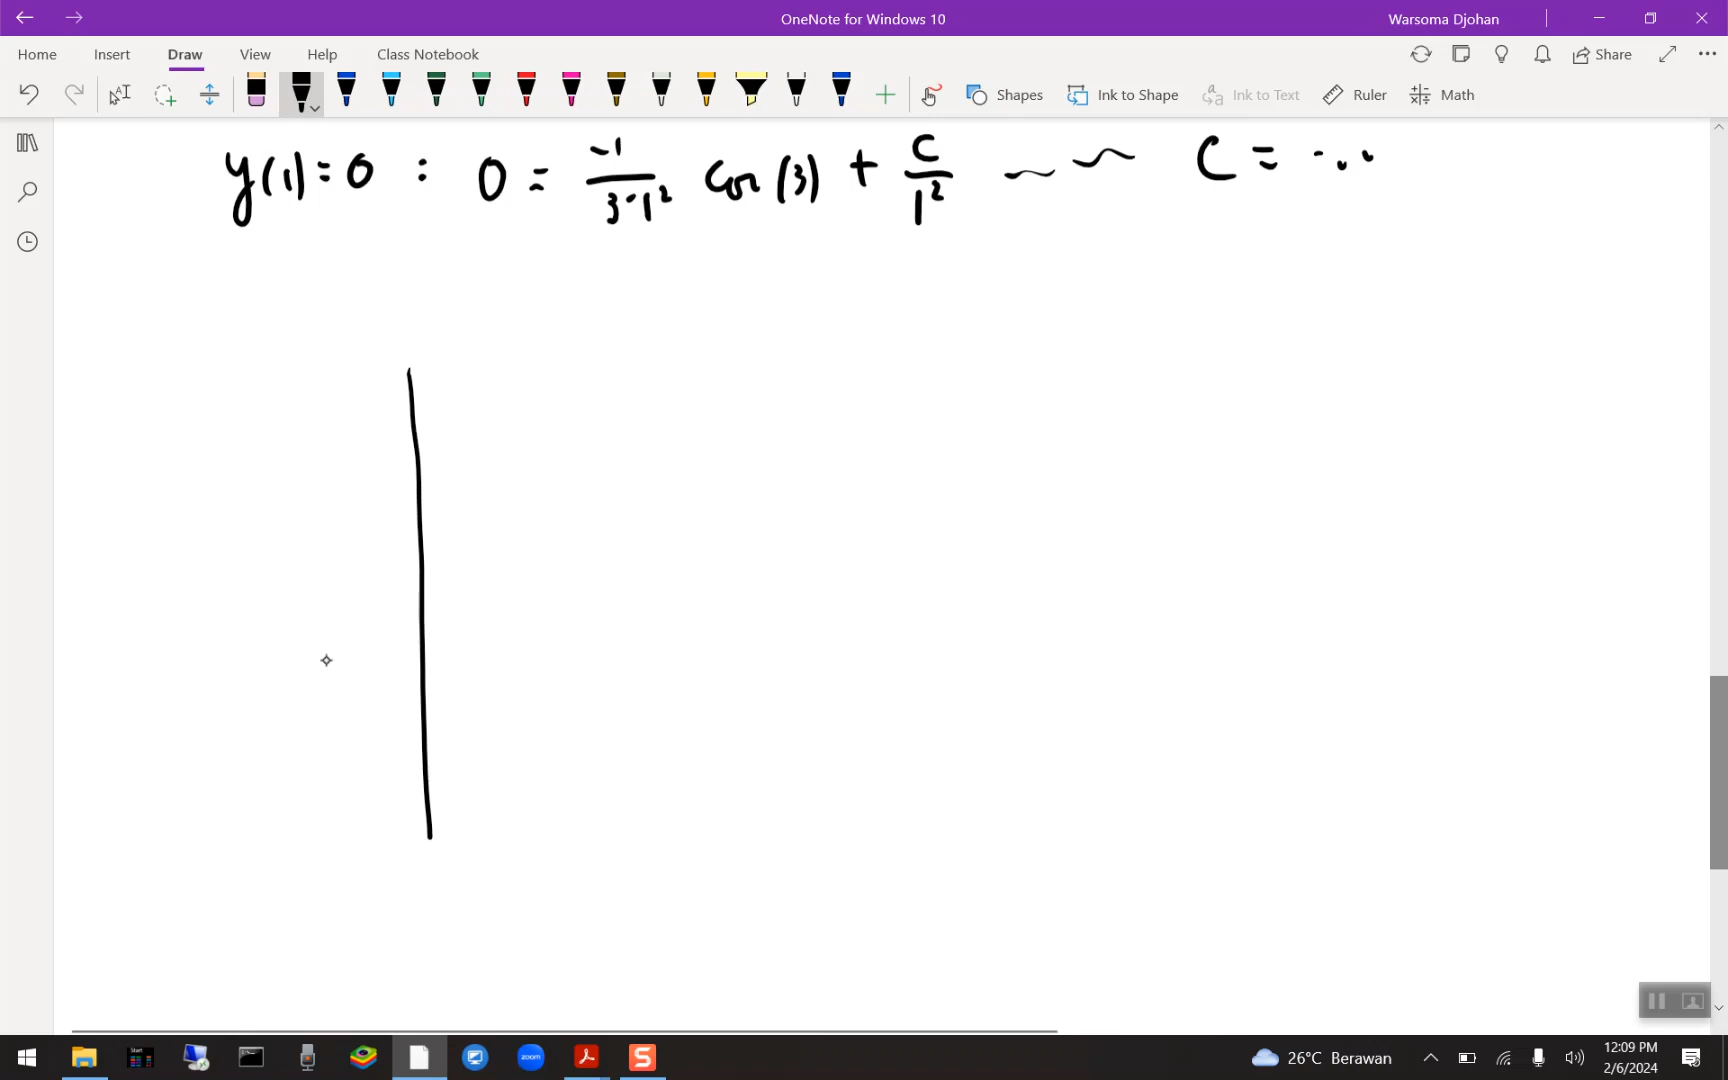 OneNote for Windows 10
Warsoma Djohan
Home Insert Draw View Help Class Notebook
Share
Shapes Ink to Shape Ink to Text Ruler Math
y(1) = 0 : 0 = -1/3·1² cos (3) + C/1² ~ ~ C = ...
Start
zoom
26°C Berawan
12:09 PM
2/6/2024